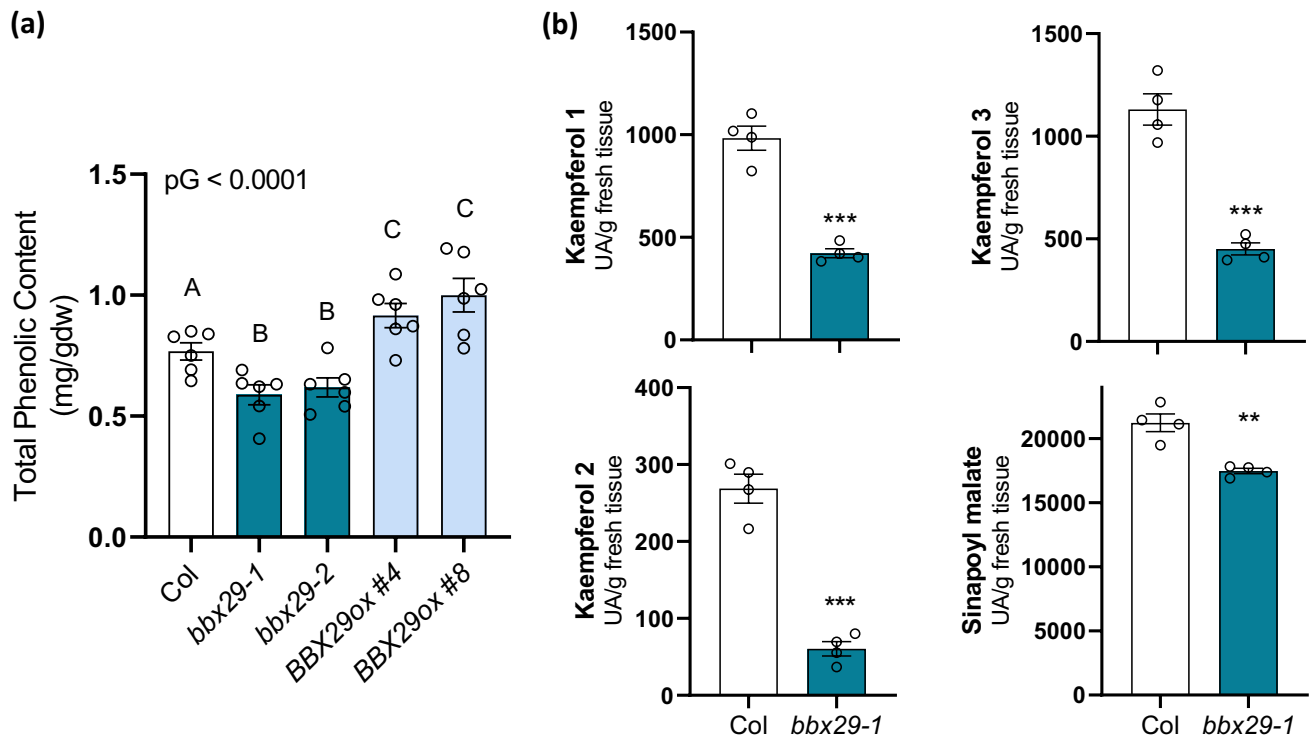 (a)
Total Phenolic Content
(mg/gdw)
1.5
1.0
0.5
0.0
pG < 0.0001
A
B
B
C
C
Col
bbx29-1
bbx29-2
BBX29ox #4
BBX29ox #8
(b)
Kaempferol 1
UA/g fresh tissue
1500
1000
500
0
***
Kaempferol 3
UA/g fresh tissue
1500
1000
500
0
***
Kaempferol 2
UA/g fresh tissue
400
300
200
100
0
***
Col
bbx29-1
Sinapoyl malate
UA/g fresh tissue
20000
15000
10000
5000
0
**
Col
bbx29-1